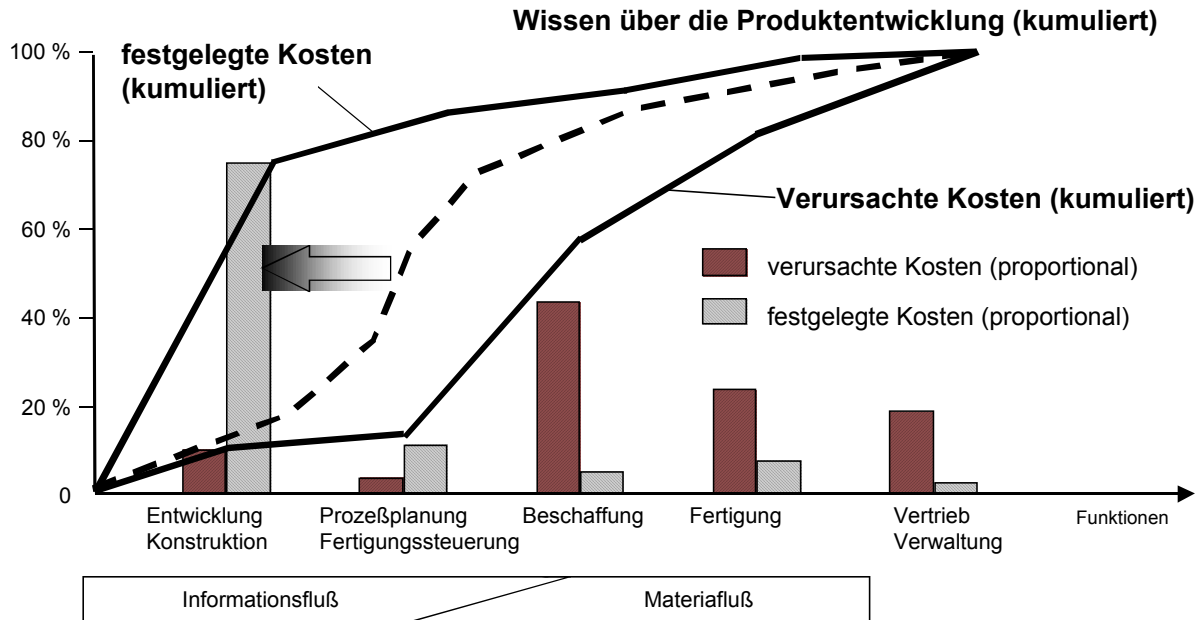 Wissen über die Produktentwicklung (kumuliert)
100 %
festgelegte Kosten
(kumuliert)
80 %
Verursachte Kosten (kumuliert)
60 %
verursachte Kosten (proportional)
40 %
festgelegte Kosten (proportional)
20 %
0
Entwicklung
Konstruktion
Prozeßplanung
Fertigungssteuerung
Beschaffung
Fertigung
Vertrieb
Verwaltung
Funktionen
Informationsfluß
Materiafluß